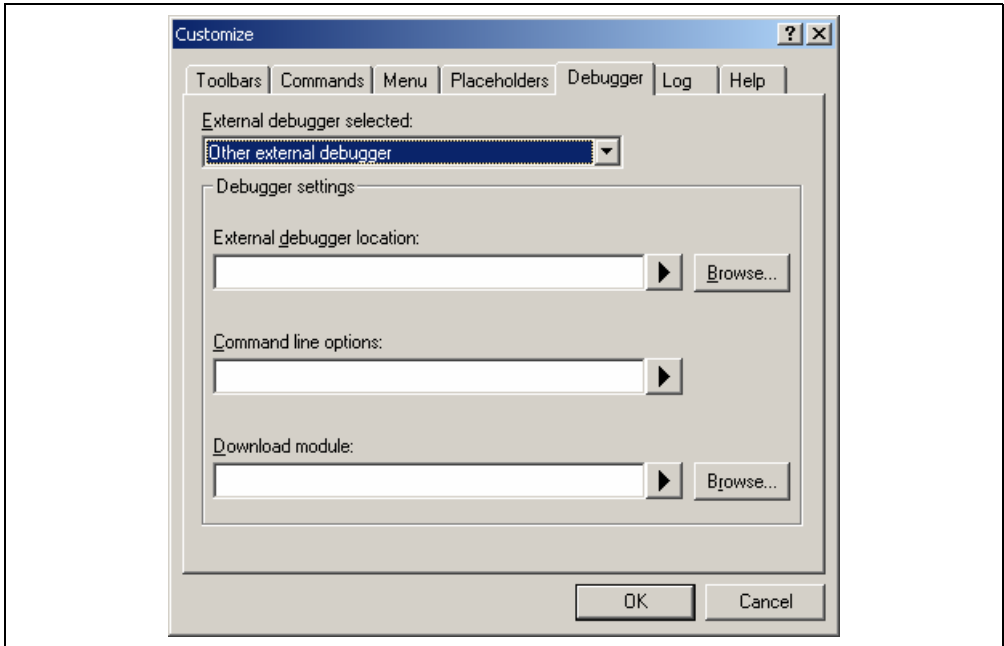 Customize
Toolbars Commands Menu Placeholders Debugger Log Help
External debugger selected:
Other external debugger
Debugger settings
External debugger location:
Browse...
Command line options:
Download module:
Browse...
OK Cancel